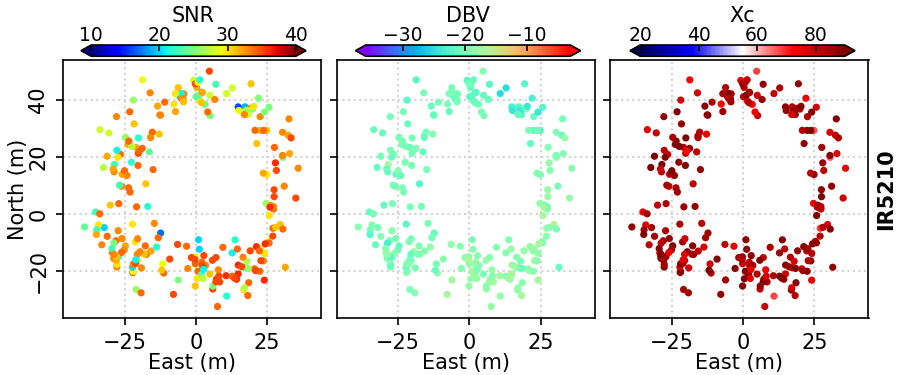 SNR DBV Xc
10 20 30 40 −30 −20 −10 20 40 60 80
40
20
0
−20
North (m)
IR5210
−25 0 25 −25 0 25 −25 0 25
East (m) East (m) East (m)